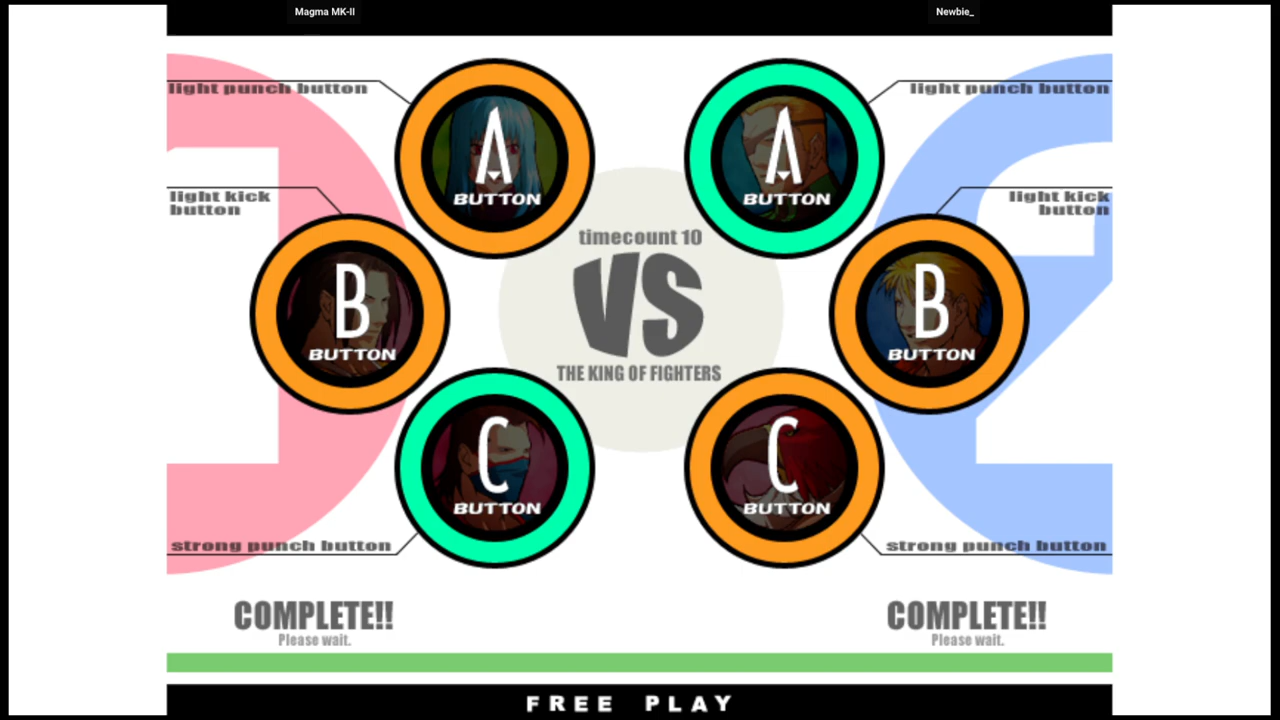 Magma MK-II
Newbie_
light punch button
A
BUTTON
A
BUTTON
light punch button
light kick
button
light kick
button
B
BUTTON
timecount 10
VS
THE KING OF FIGHTERS
B
BUTTON
C
BUTTON
C
BUTTON
strong punch button
strong punch button
COMPLETE!!
Please wait.
COMPLETE!!
Please wait.
FREE PLAY